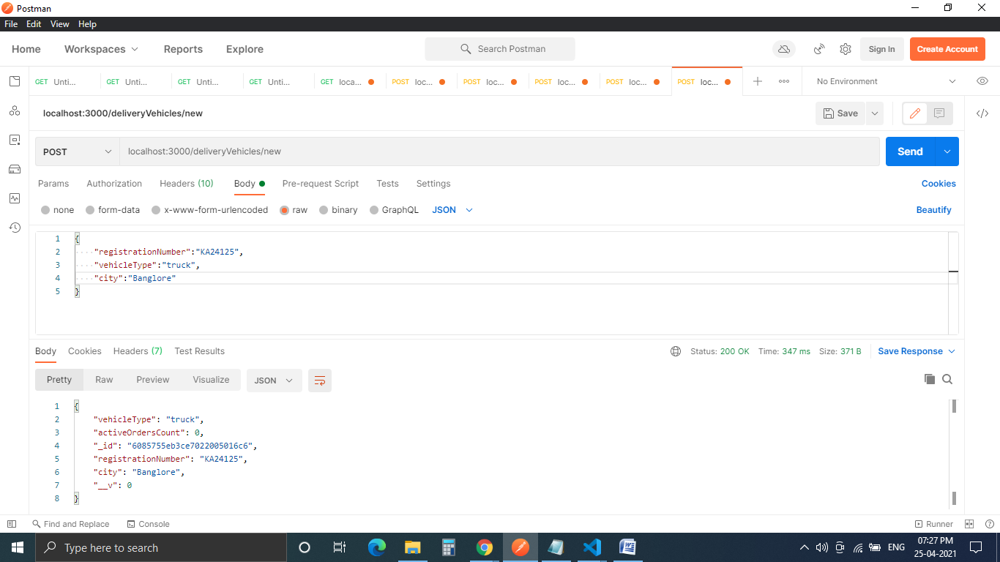 Postman
File Edit View Help
Home Workspaces Reports Explore Search Postman Sign In Create Account
GET Unti... GET Unti... GET Unti... GET Unti... GET loca... POST loc... POST loc... POST loc... POST loc... POST loc... No Environment
localhost:3000/deliveryVehicles/new Save
POST localhost:3000/deliveryVehicles/new Send
Params Authorization Headers (10) Body Pre-request Script Tests Settings Cookies
none form-data x-www-form-urlencoded raw binary GraphQL JSON Beautify
1 {
2 "registrationNumber":"KA24125",
3 "vehicleType":"truck",
4 "city":"Banglore"
5 }
Body Cookies Headers (7) Test Results Status: 200 OK Time: 347 ms Size: 371 B Save Response
Pretty Raw Preview Visualize JSON
1 {
2 "vehicleType": "truck",
3 "activeOrdersCount": 0,
4 "_id": "6085755eb3ce7022005016c6",
5 "registrationNumber": "KA24125",
6 "city": "Banglore",
7 "__v": 0
8 }
Find and Replace Console Runner
Type here to search ENG 07:27 PM
25-04-2021